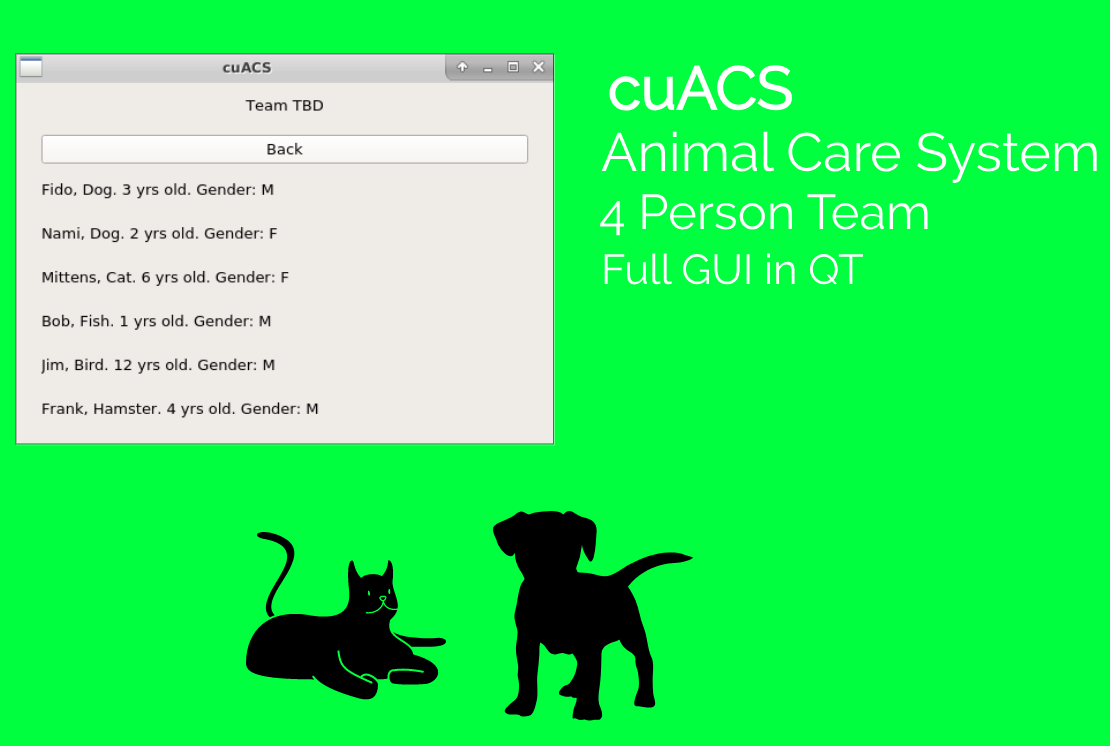 cuACS
Team TBD
Back
Fido, Dog. 3 yrs old. Gender: M
Nami, Dog. 2 yrs old. Gender: F
Mittens, Cat. 6 yrs old. Gender: F
Bob, Fish. 1 yrs old. Gender: M
Jim, Bird. 12 yrs old. Gender: M
Frank, Hamster. 4 yrs old. Gender: M
cuACS
Animal Care System
4 Person Team
Full GUI in QT